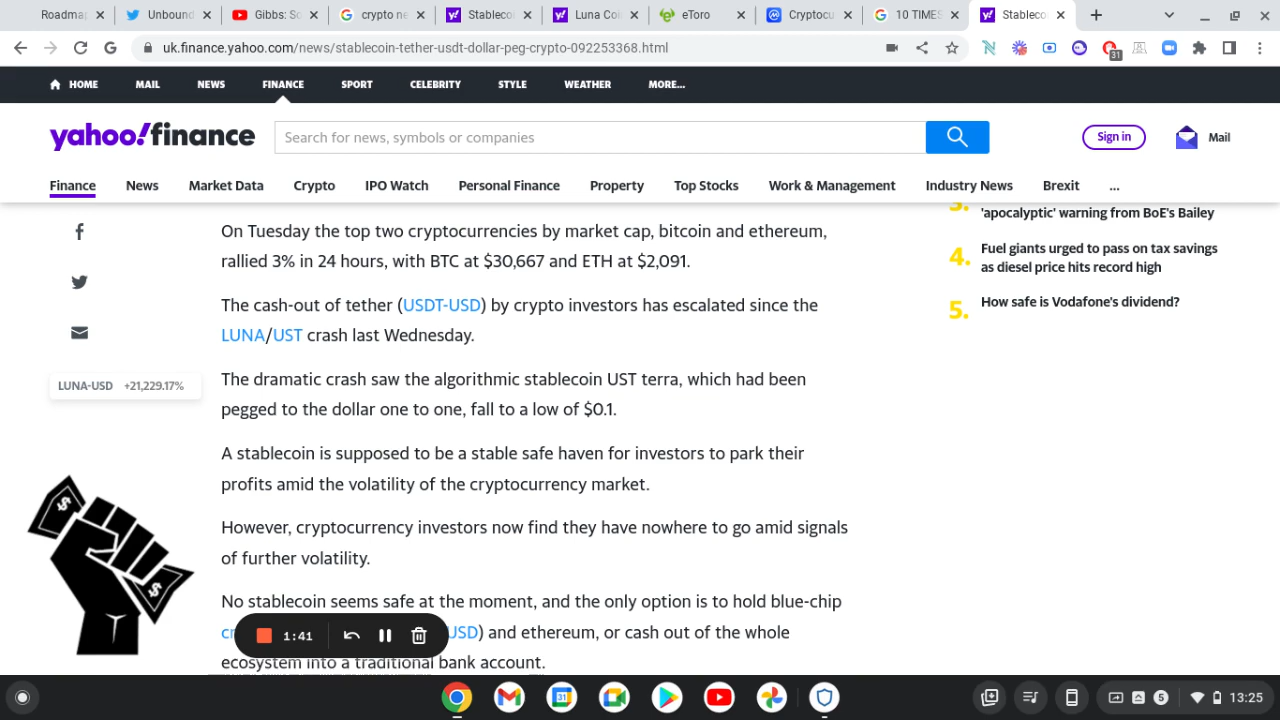 Roadmap
Unbound
Gibbs: So
crypto ne
Stableco
Luna Coi
eToro
Cryptocu
10 TIMES
Stableco
uk.finance.yahoo.com/news/stablecoin-tether-usdt-dollar-peg-crypto-092253368.html
31
HOME MAIL NEWS FINANCE SPORT CELEBRITY STYLE WEATHER MORE...
yahoo!finance
Search for news, symbols or companies
Sign in
Mail
Finance News Market Data Crypto IPO Watch Personal Finance Property Top Stocks Work & Management Industry News Brexit ...
On Tuesday the top two cryptocurrencies by market cap, bitcoin and ethereum,
rallied 3% in 24 hours, with BTC at $30,667 and ETH at $2,091.
The cash-out of tether (USDT-USD) by crypto investors has escalated since the
LUNA/UST crash last Wednesday.
LUNA-USD +21,229.17%
The dramatic crash saw the algorithmic stablecoin UST terra, which had been
pegged to the dollar one to one, fall to a low of $0.1.
A stablecoin is supposed to be a stable safe haven for investors to park their
profits amid the volatility of the cryptocurrency market.
However, cryptocurrency investors now find they have nowhere to go amid signals
of further volatility.
No stablecoin seems safe at the moment, and the only option is to hold blue-chip
cr USD) and ethereum, or cash out of the whole
ecosystem into a traditional bank account.
3.
'apocalyptic' warning from BoE's Bailey
4. Fuel giants urged to pass on tax savings
as diesel price hits record high
5. How safe is Vodafone's dividend?
$
$
1:41
31
5
13:25